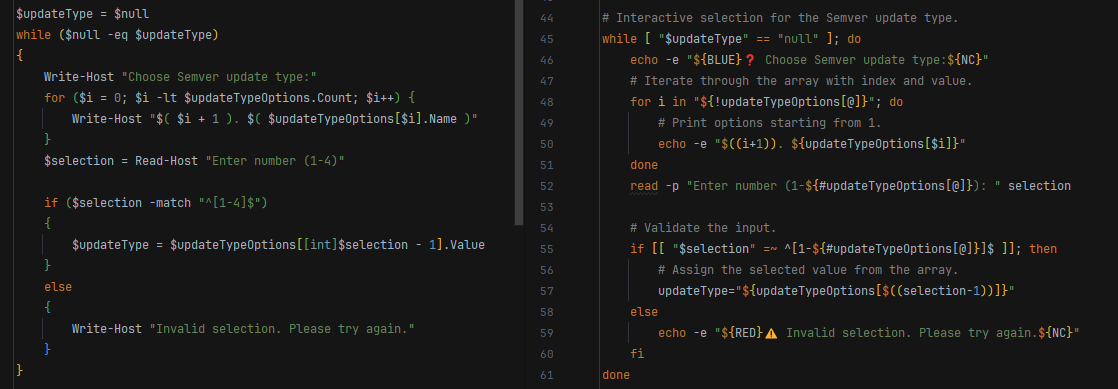 $updateType = $null
while ($null -eq $updateType)
{
    Write-Host "Choose Semver update type:"
    for ($i = 0; $i -lt $updateTypeOptions.Count; $i++) {
        Write-Host "$( $i + 1 ). $( $updateTypeOptions[$i].Name )"
    }
    $selection = Read-Host "Enter number (1-4)"

    if ($selection -match "^[1-4]$")
    {
        $updateType = $updateTypeOptions[[int]$selection - 1].Value
    }
    else
    {
        Write-Host "Invalid selection. Please try again."
    }
}
44 # Interactive selection for the Semver update type.
45 while [ "$updateType" == "null" ]; do
46     echo -e "${BLUE}❓ Choose Semver update type:${NC}"
47     # Iterate through the array with index and value.
48     for i in "${!updateTypeOptions[@]}"; do
49         # Print options starting from 1.
50         echo -e "$((i+1)). ${updateTypeOptions[$i]}"
51     done
52     read -p "Enter number (1-${#updateTypeOptions[@]}): " selection
53
54     # Validate the input.
55     if [[ "$selection" =~ ^[1-${#updateTypeOptions[@]}]$ ]]; then
56         # Assign the selected value from the array.
57         updateType="${updateTypeOptions[$((selection-1))]}"
58     else
59         echo -e "${RED}⚠️ Invalid selection. Please try again.${NC}"
60     fi
61 done